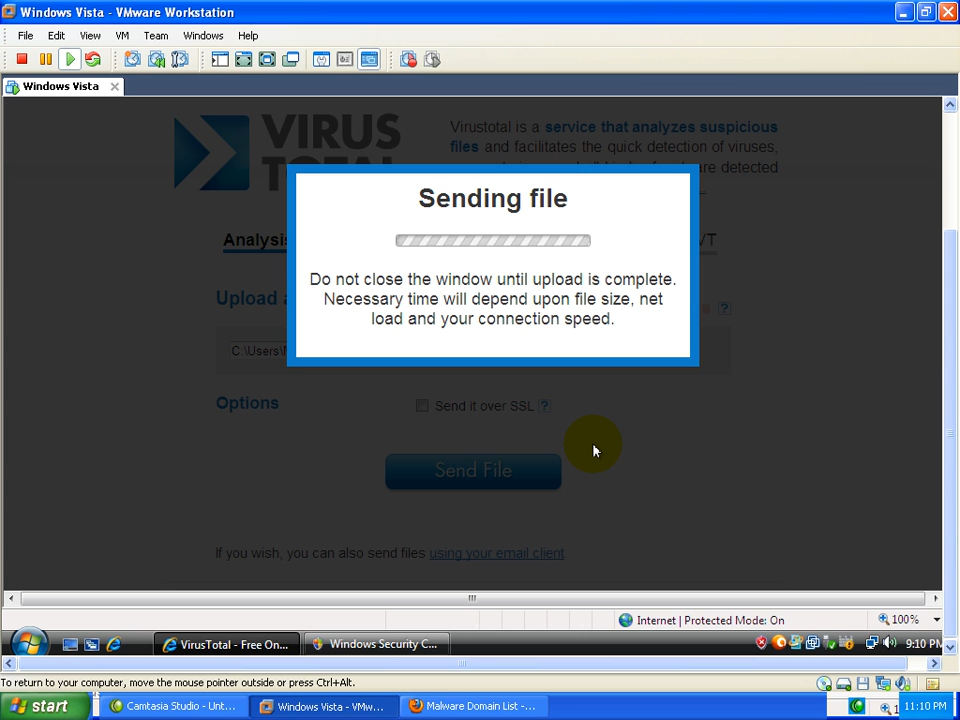 Windows Vista - VMware Workstation
File Edit View VM Team Windows Help
Windows Vista
VIRUS
TOTAL
Virustotal is a service that analyzes suspicious
files and facilitates the quick detection of viruses,
are detected
Sending file
Do not close the window until upload is complete.
Necessary time will depend upon file size, net
load and your connection speed.
Analysis
VT
Upload a
?
C:\Users\
Options
Send it over SSL ?
Send File
If you wish, you can also send files using your email client.
Internet | Protected Mode: On
100%
VirusTotal - Free On...
Windows Security C...
9:10 PM
To return to your computer, move the mouse pointer outside or press Ctrl+Alt.
start
Camtasia Studio - Unt...
Windows Vista - VMw...
Malware Domain List -...
11:10 PM